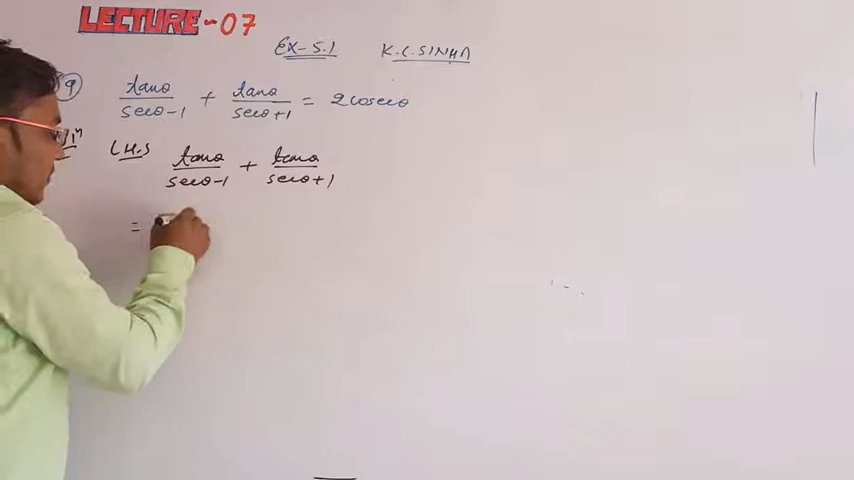 LECTURE-07
Ex-5.1 K.C.SINHA
9 tanθ/secθ-1 + tanθ/secθ+1 = 2cosecθ
L.H.S tanθ/secθ-1 + tanθ/secθ+1
=